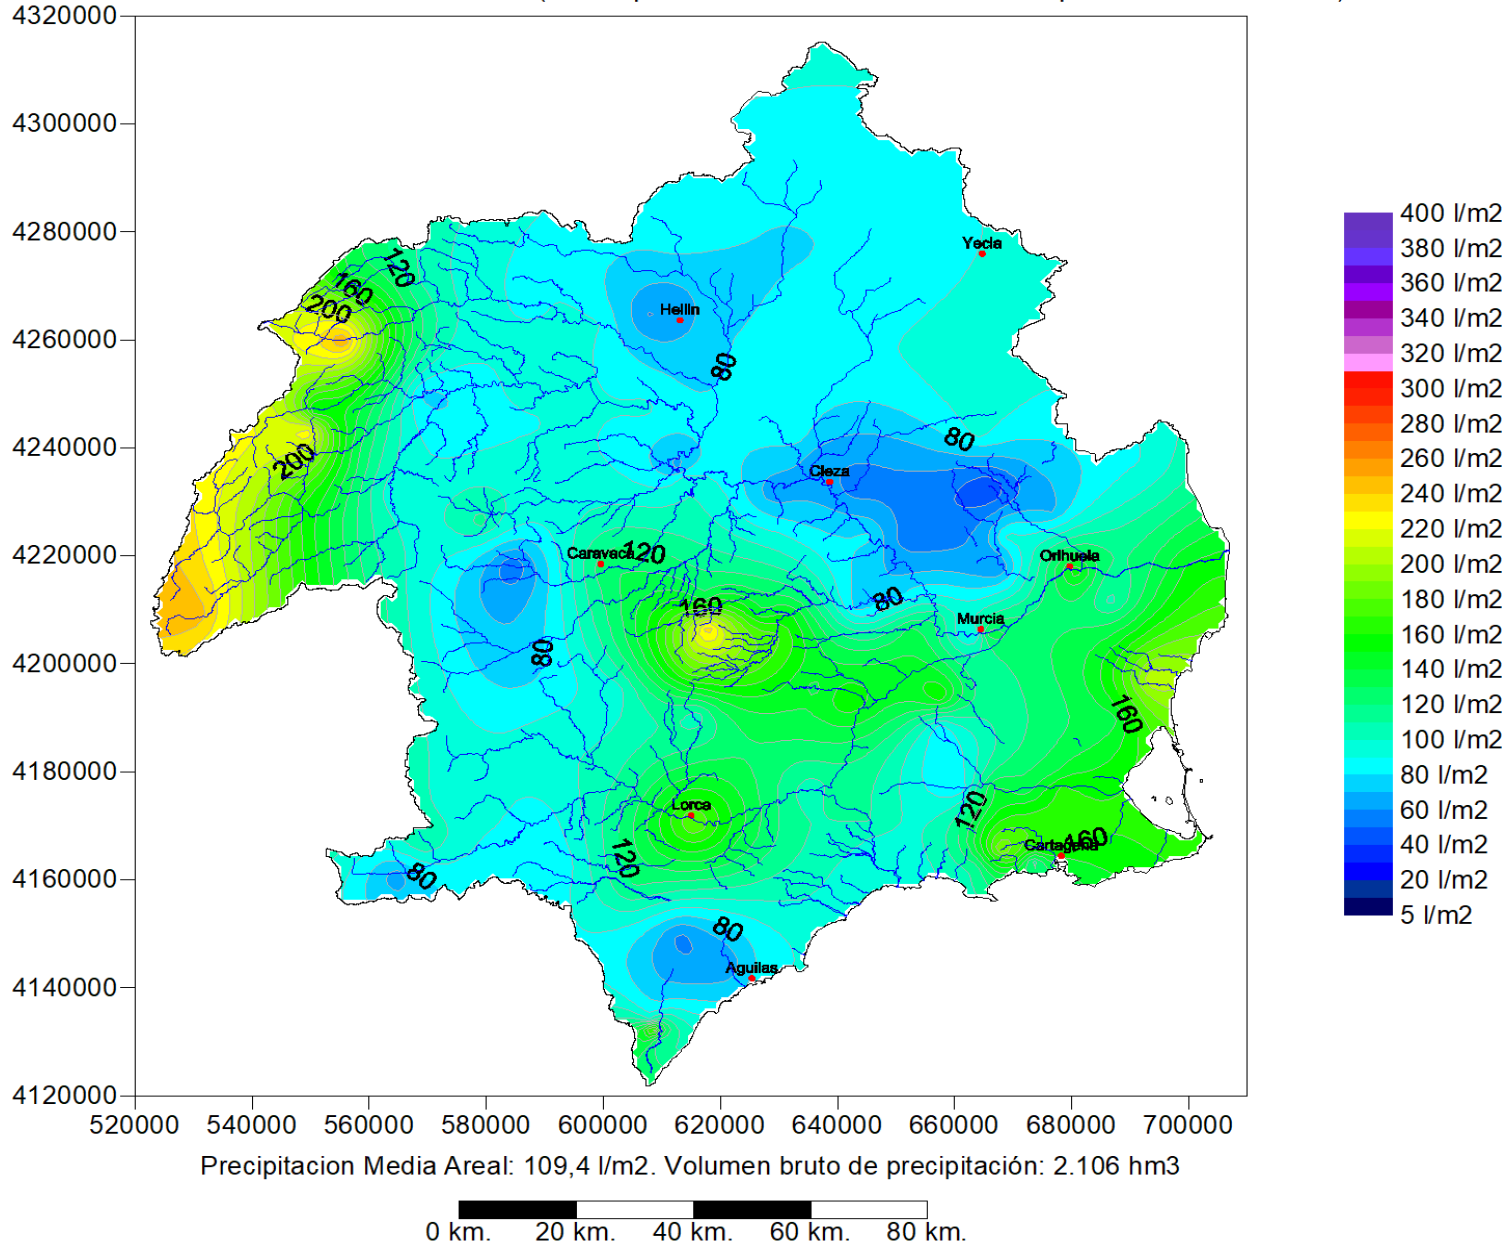 4320000
4300000
4280000
4260000
4240000
4220000
4200000
4180000
4160000
4140000
4120000
520000 540000 560000 580000 600000 620000 640000 660000 680000 700000
Yecla
120
160
200
Hellin
80
80
200
Cieza
Caravaca 120
Orihuela
160
80
Murcia
80
160
Lorca
120
120
Cartagena 160
80
80
Aguilas
400 l/m2
380 l/m2
360 l/m2
340 l/m2
320 l/m2
300 l/m2
280 l/m2
260 l/m2
240 l/m2
220 l/m2
200 l/m2
180 l/m2
160 l/m2
140 l/m2
120 l/m2
100 l/m2
80 l/m2
60 l/m2
40 l/m2
20 l/m2
5 l/m2
Precipitacion Media Areal: 109,4 l/m2. Volumen bruto de precipitación: 2.106 hm3
0 km. 20 km. 40 km. 60 km. 80 km.